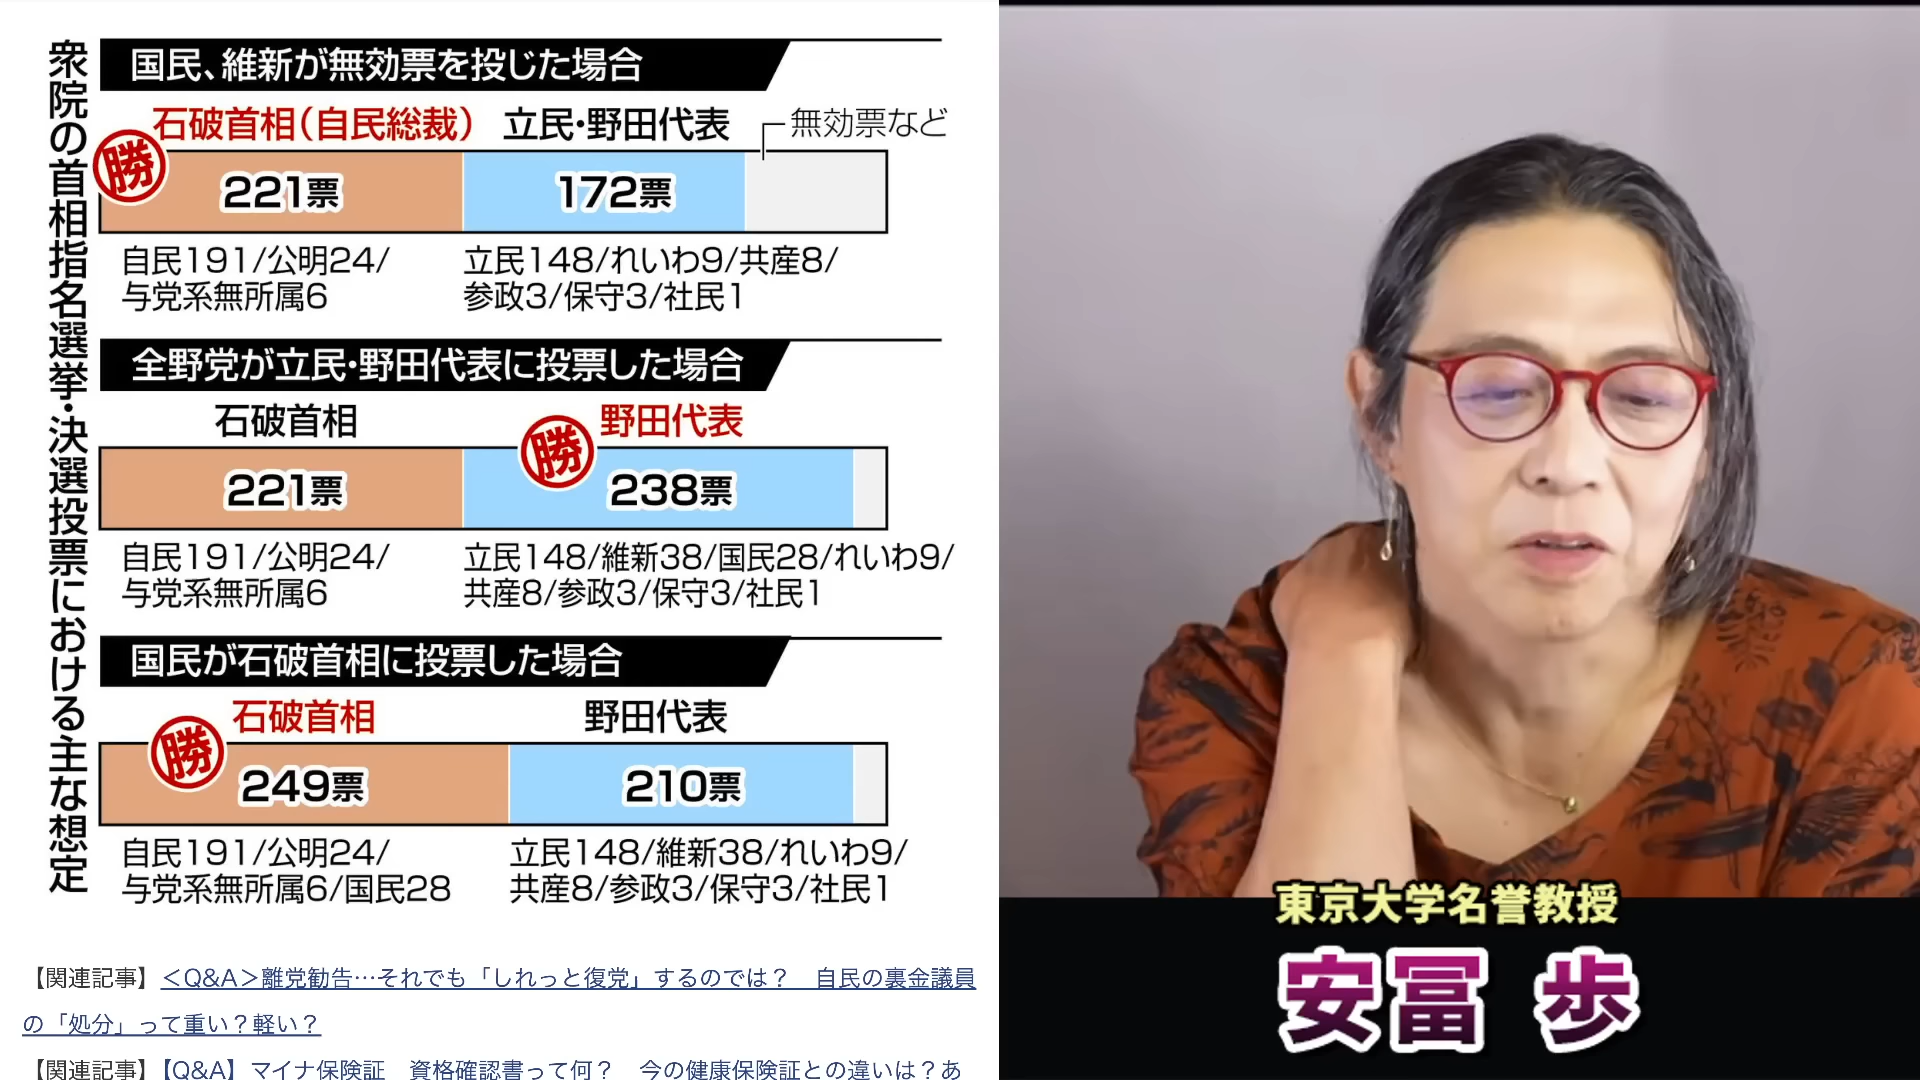 衆院の首相指名選挙・決選投票における主な想定
国民、維新が無効票を投じた場合
石破首相(自民総裁) 立民・野田代表 無効票など
勝
221票 172票
自民191/公明24/ 立民148/れいわ9/共産8/
与党系無所属6 参政3/保守3/社民1
全野党が立民・野田代表に投票した場合
石破首相 勝 野田代表
221票 238票
自民191/公明24/ 立民148/維新38/国民28/れいわ9/
与党系無所属6 共産8/参政3/保守3/社民1
国民が石破首相に投票した場合
勝 石破首相 野田代表
249票 210票
自民191/公明24/ 立民148/維新38/れいわ9/
与党系無所属6/国民28 共産8/参政3/保守3/社民1
【関連記事】<Q&A>離党勧告…それでも「しれっと復党」するのでは? 自民の裏金議員
の「処分」って重い?軽い?
【関連記事】【Q&A】マイナ保険証 資格確認書って何? 今の健康保険証との違いは?あ
東京大学名誉教授
安冨 歩